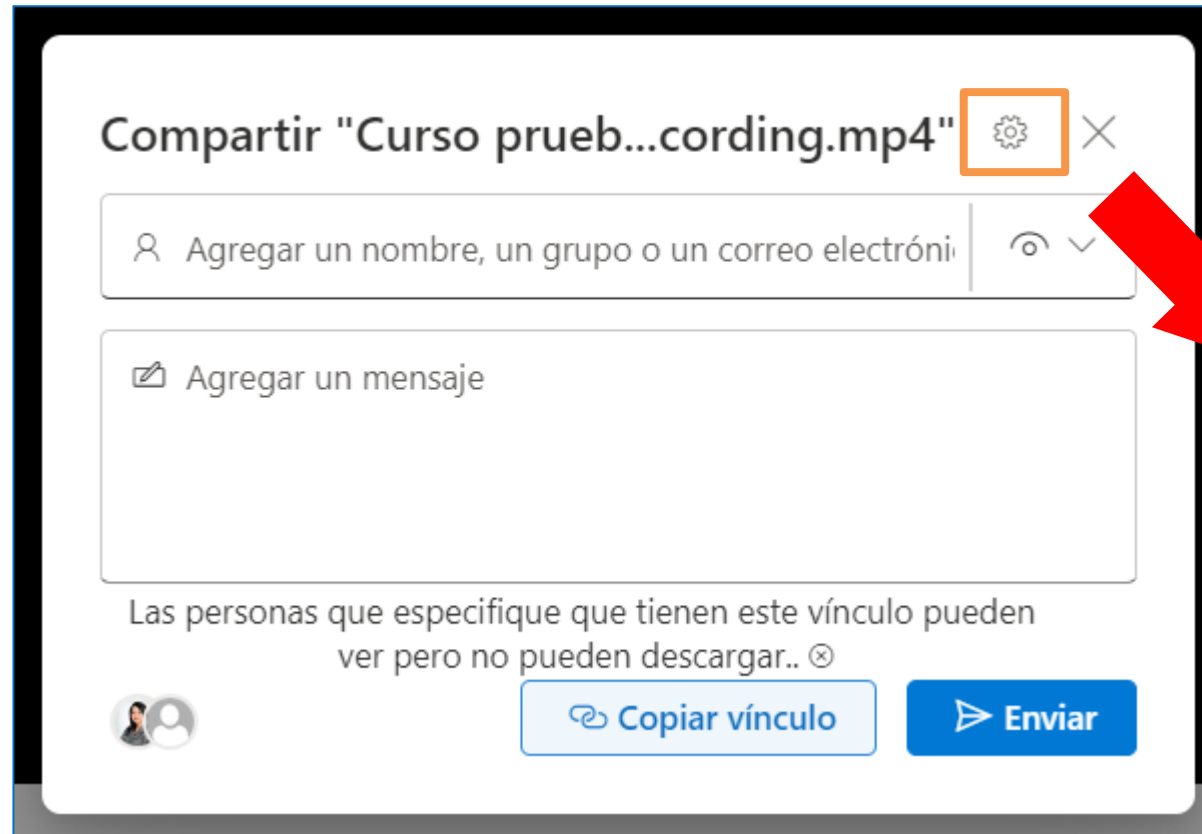 Compartir "Curso prueb...cording.mp4"
Agregar un nombre, un grupo o un correo electróni
Agregar un mensaje
Las personas que especifique que tienen este vínculo pueden
ver pero no pueden descargar..
Copiar vínculo
Enviar